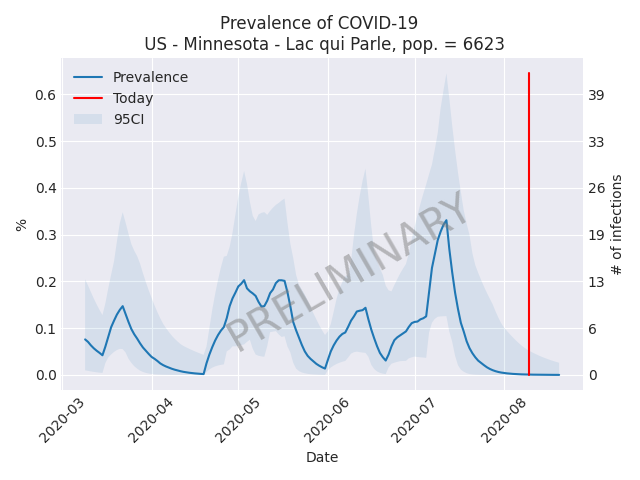 Prevalence of COVID-19
US - Minnesota - Lac qui Parle, pop. = 6623
Prevalence
Today
95CI
0.6
0.5
0.4
0.3
0.2
0.1
0.0
%
39
33
26
19
13
6
0
# of infections
PRELIMINARY
2020-03
2020-04
2020-05
2020-06
2020-07
2020-08
Date